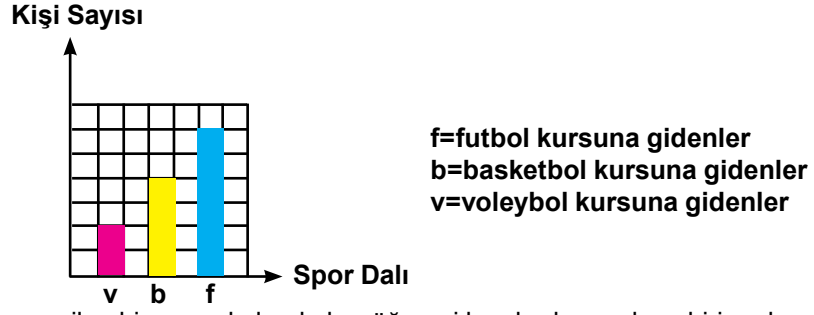 Kişi Sayısı
f=futbol kursuna gidenler
b=basketbol kursuna gidenler
v=voleybol kursuna gidenler
Spor Dalı
v b f